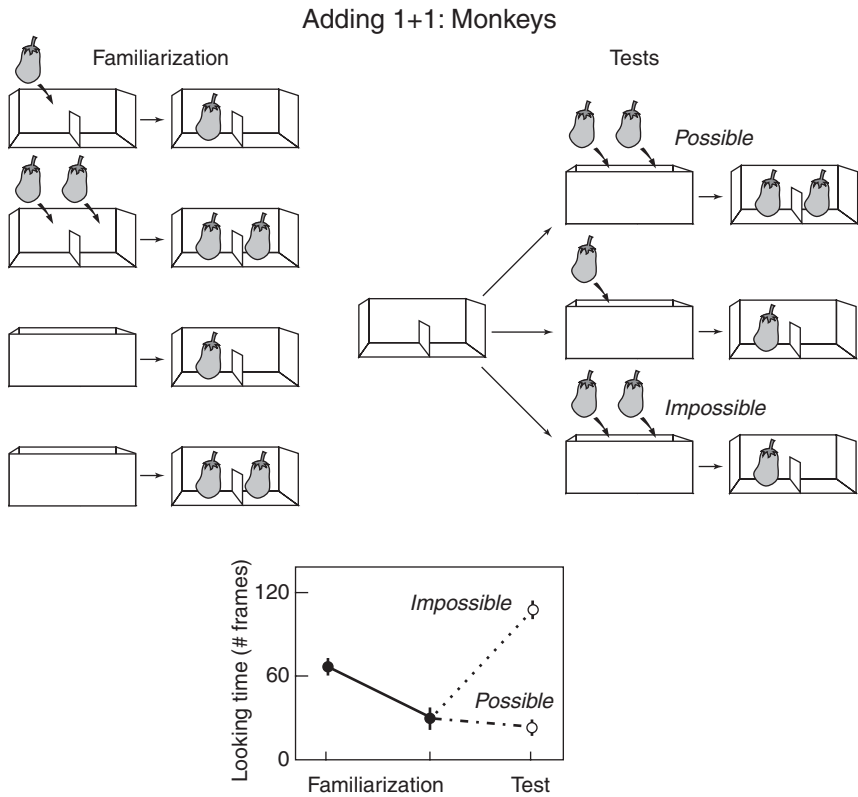 Adding 1+1: Monkeys
Familiarization
Tests
Possible
Impossible
Looking time (# frames)
120
60
0
Impossible
Possible
Familiarization
Test